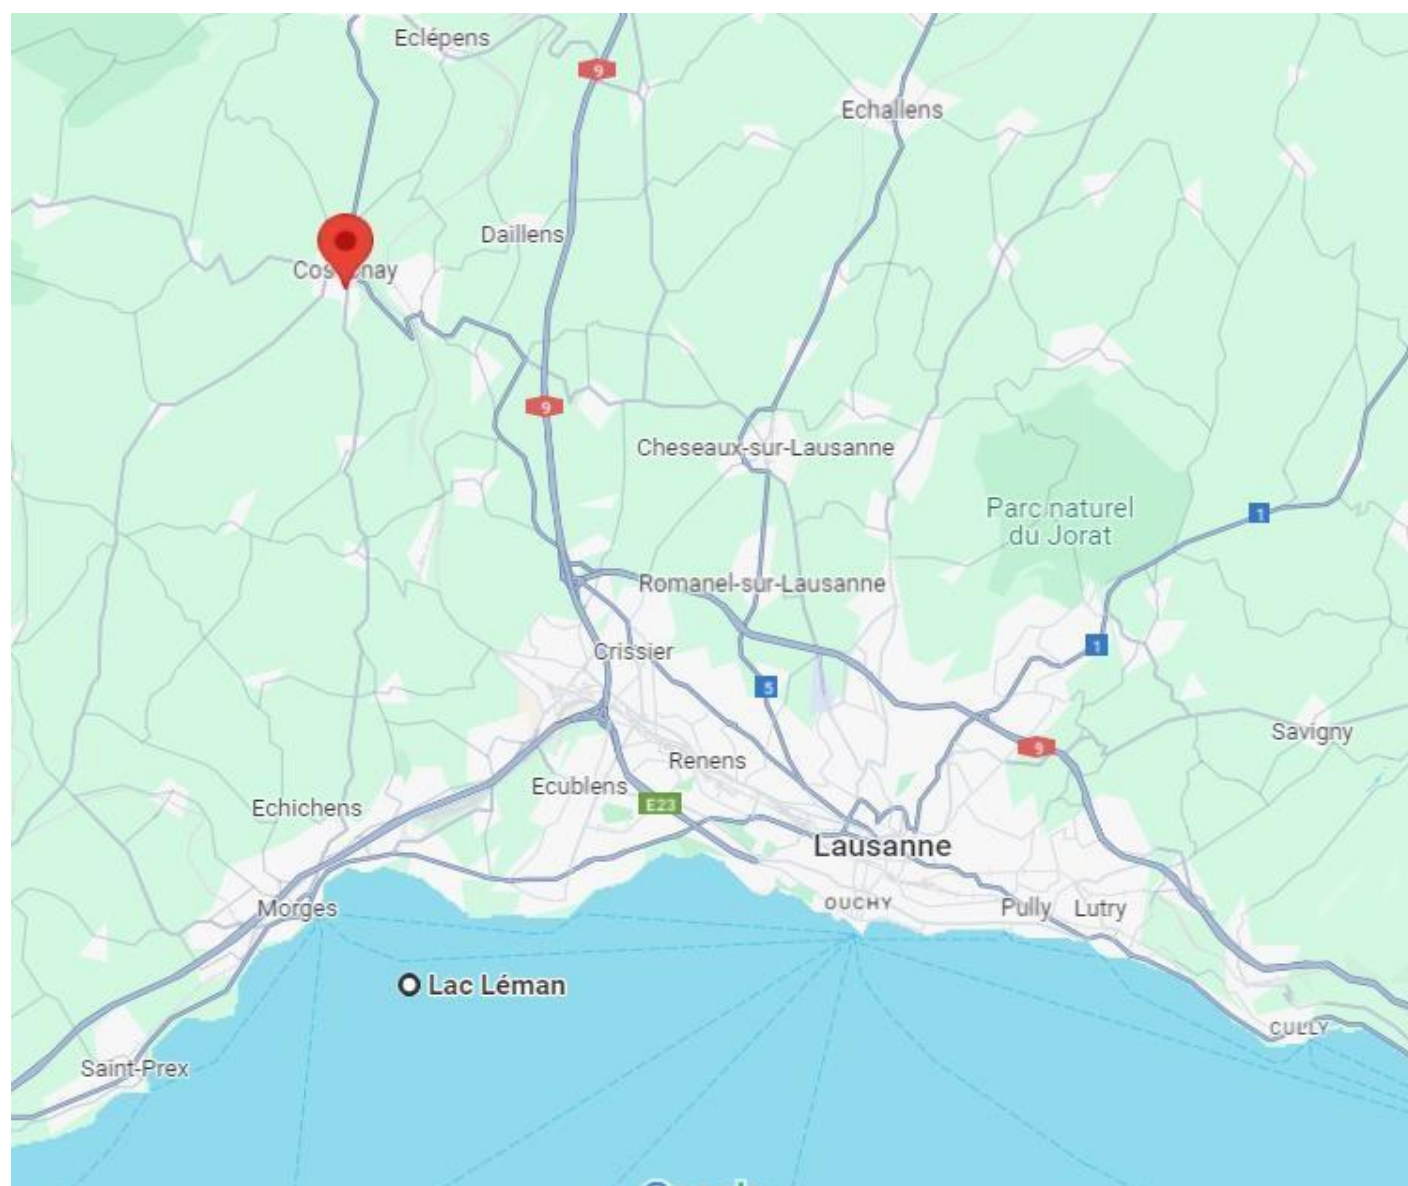 Eclépens
9
Echallens
Daillens
9
Cheseaux-sur-Lausanne
Parc naturel
du Jorat
1
Romanel-sur-Lausanne
Crissier
1
5
Savigny
9
Renens
Ecublens
E23
Echichens
Lausanne
OUCHY
Morges
Pully
Lutry
Lac Léman
CULLY
Saint-Prex